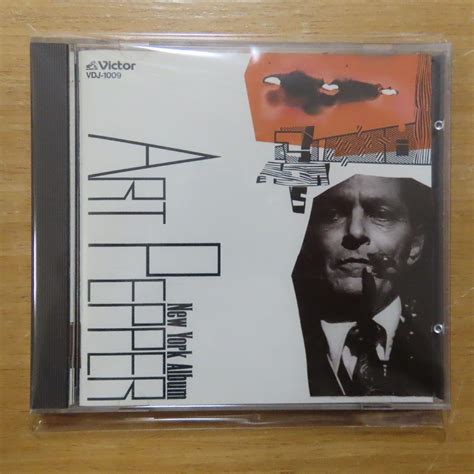 Victor
VDJ-1009
ART PEPPER
New York Album